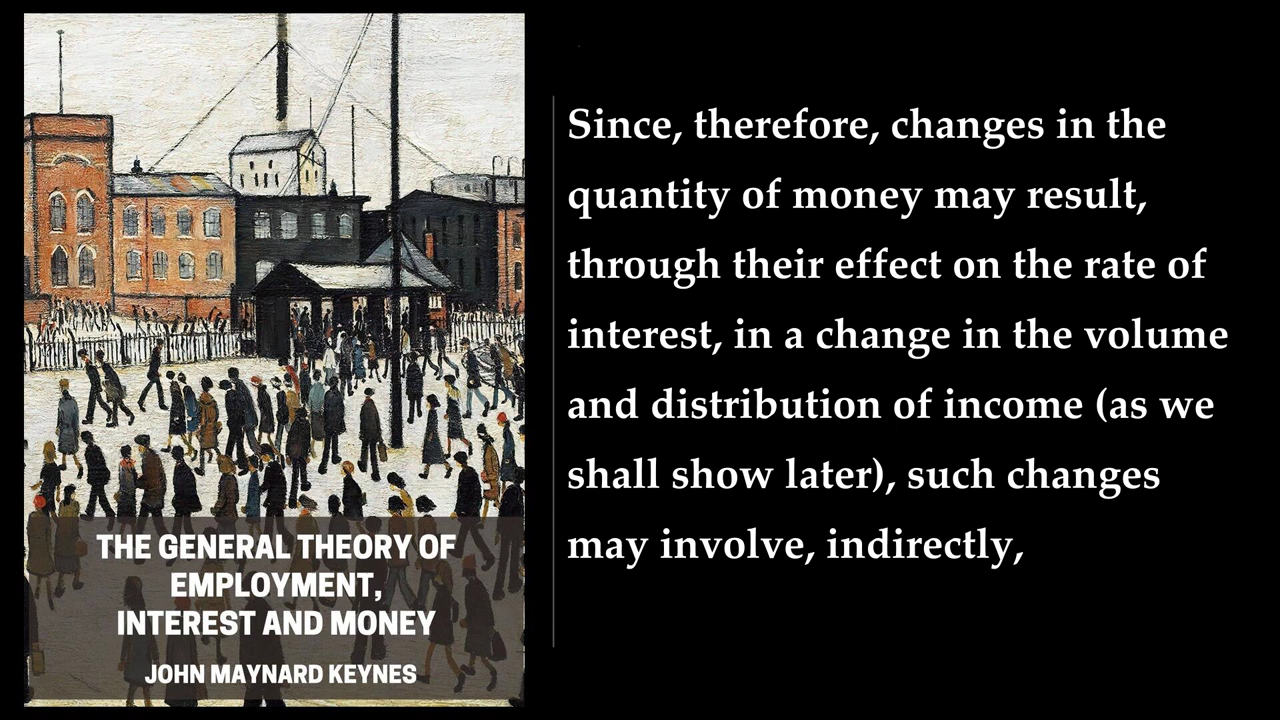 THE GENERAL THEORY OF
EMPLOYMENT,
INTEREST AND MONEY
JOHN MAYNARD KEYNES
Since, therefore, changes in the
quantity of money may result,
through their effect on the rate of
interest, in a change in the volume
and distribution of income (as we
shall show later), such changes
may involve, indirectly,